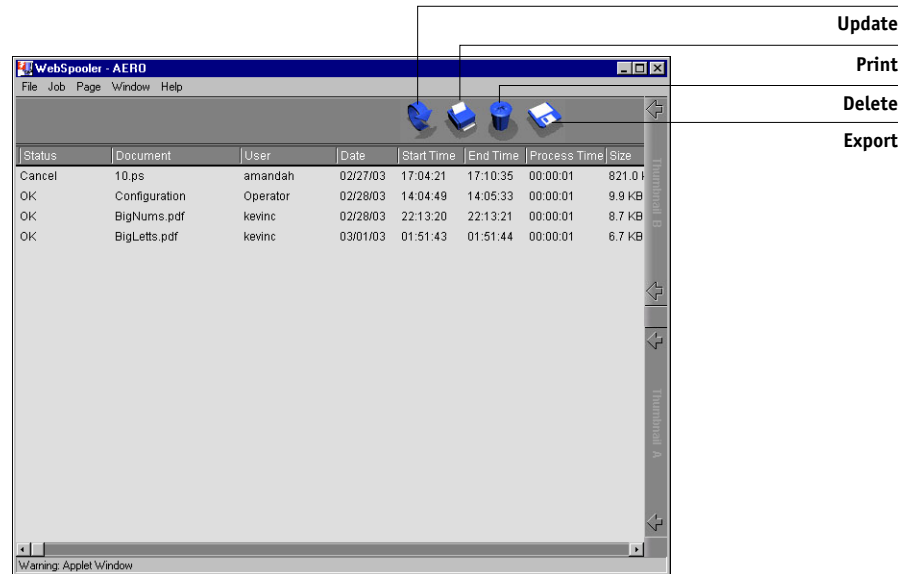 Update
Print
Delete
Export
WebSpooler - AERO
File Job Page Window Help
Status Document User Date Start Time End Time Process Time Size
Cancel 10.ps amandah 02/27/03 17:04:21 17:10:35 00:00:01 821.0
OK Configuration Operator 02/28/03 14:04:49 14:05:33 00:00:01 9.9 KB
OK BigNums.pdf kevinc 02/28/03 22:13:20 22:13:21 00:00:01 8.7 KB
OK BigLetts.pdf kevinc 03/01/03 01:51:43 01:51:44 00:00:01 6.7 KB
Thumbnail B
Thumbnail A
Warning: Applet Window